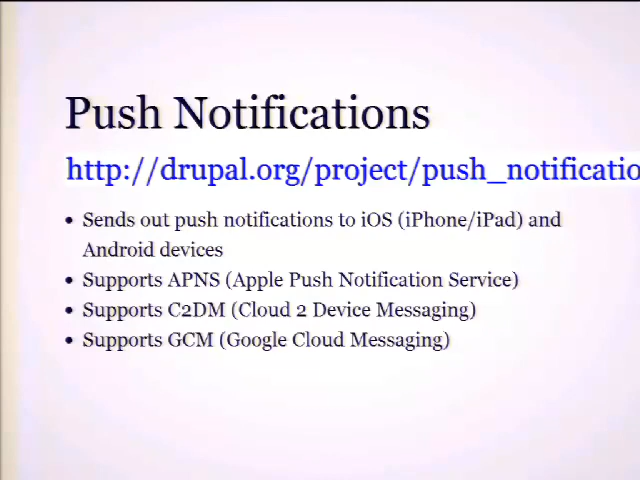 Push Notifications
http://drupal.org/project/push_notificatio
• Sends out push notifications to iOS (iPhone/iPad) and
Android devices
• Supports APNS (Apple Push Notification Service)
• Supports C2DM (Cloud 2 Device Messaging)
• Supports GCM (Google Cloud Messaging)